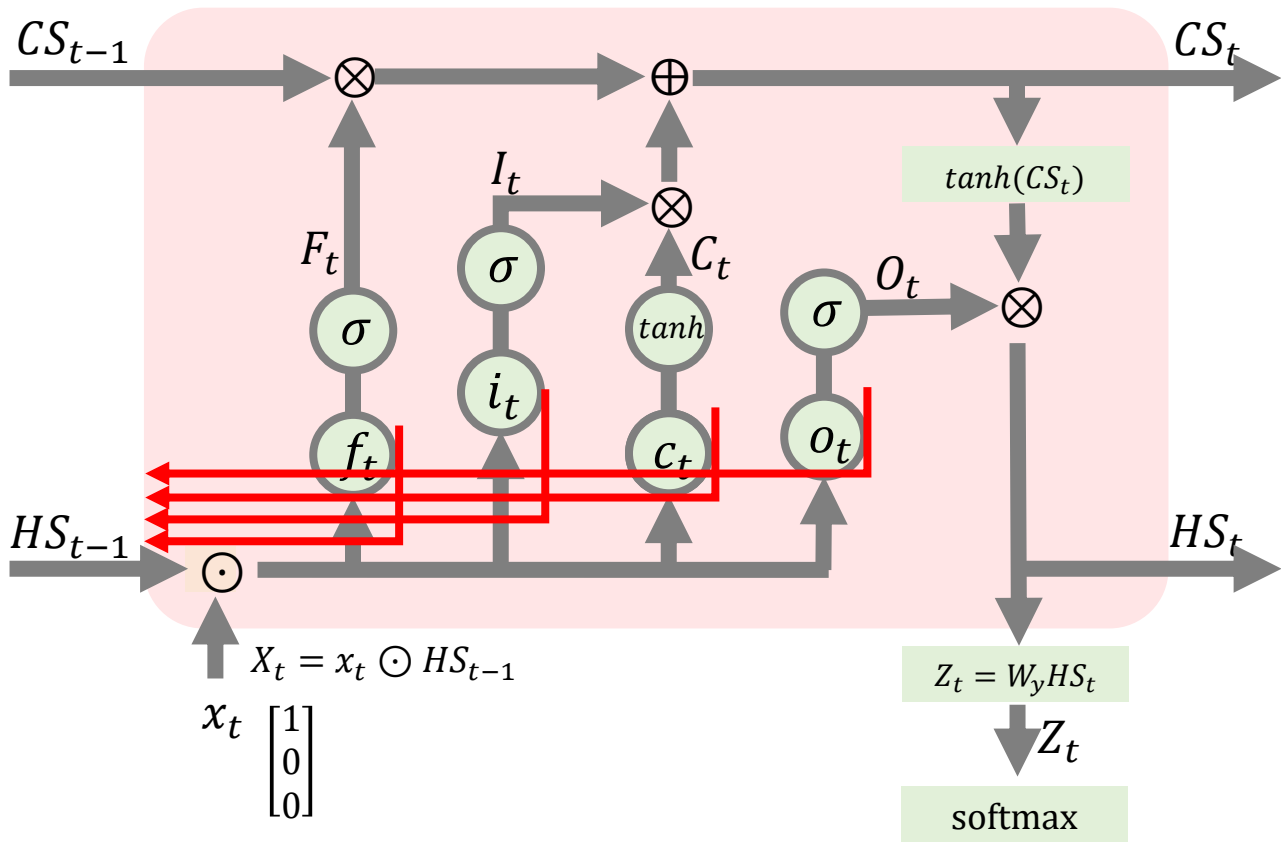 CS_{t−1}
CS_t
⊗
⊕
tanh(CS_t)
I_t
⊗
F_t
σ
C_t
O_t
σ
tanh
σ
⊗
i_t
f_t
c_t
o_t
HS_{t−1}
HS_t
⊙
X_t = x_t ⊙ HS_{t−1}
Z_t = W_y HS_t
x_t
[1
0
0]
Z_t
softmax